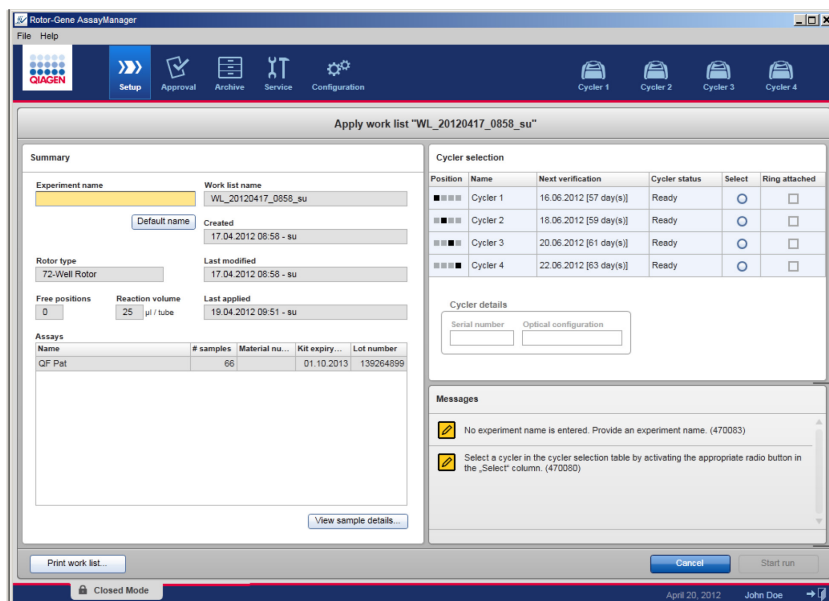 Rotor-Gene AssayManager
File Help
QIAGEN
Setup Approval Archive Service Configuration Cycler 1 Cycler 2 Cycler 3 Cycler 4
Apply work list "WL_20120417_0858_su"
Summary
Experiment name Work list name
WL_20120417_0858_su
Default name Created
17.04.2012 08:58 - su
Rotor type Last modified
72-Well Rotor 17.04.2012 08:58 - su
Free positions Reaction volume Last applied
0 25 µl / tube 19.04.2012 09:51 - su
Assays
Name # samples Material nu... Kit expiry... Lot number
QF Pat 66 01.10.2013 139264899
View sample details...
Cycler selection
Position Name Next verification Cycler status Select Ring attached
Cycler 1 16.06.2012 [57 day(s)] Ready
Cycler 2 18.06.2012 [59 day(s)] Ready
Cycler 3 20.06.2012 [61 day(s)] Ready
Cycler 4 22.06.2012 [63 day(s)] Ready
Cycler details
Serial number Optical configuration
Messages
No experiment name is entered. Provide an experiment name. (470083)
Select a cycler in the cycler selection table by activating the appropriate radio button in
the „Select" column. (470080)
Print work list... Cancel Start run
Closed Mode April 20, 2012 John Doe